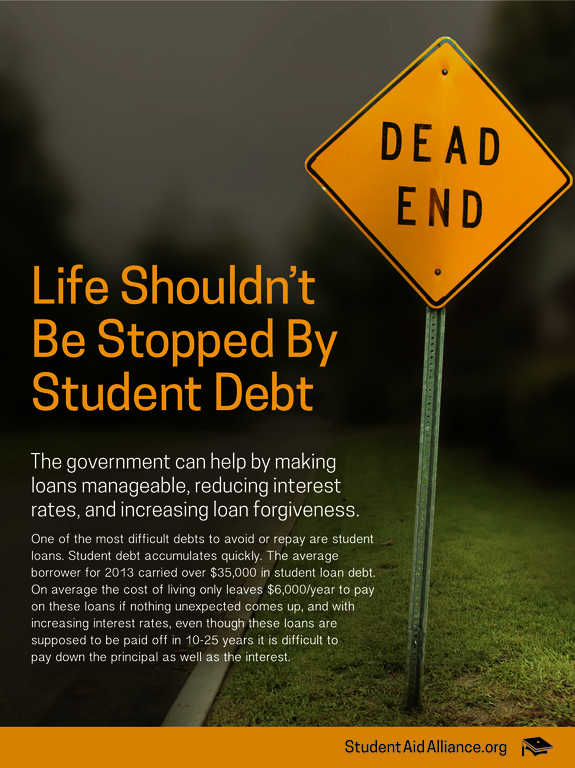 DEAD
END
Life Shouldn't
Be Stopped By
Student Debt
The government can help by making
loans manageable, reducing interest
rates, and increasing loan forgiveness.
One of the most difficult debts to avoid or repay are student
loans. Student debt accumulates quickly. The average
borrower for 2013 carried over $35,000 in student loan debt.
On average the cost of living only leaves $6,000/year to pay
on these loans if nothing unexpected comes up, and with
increasing interest rates, even though these loans are
supposed to be paid off in 10-25 years it is difficult to
pay down the principal as well as the interest.
StudentAidAlliance.org